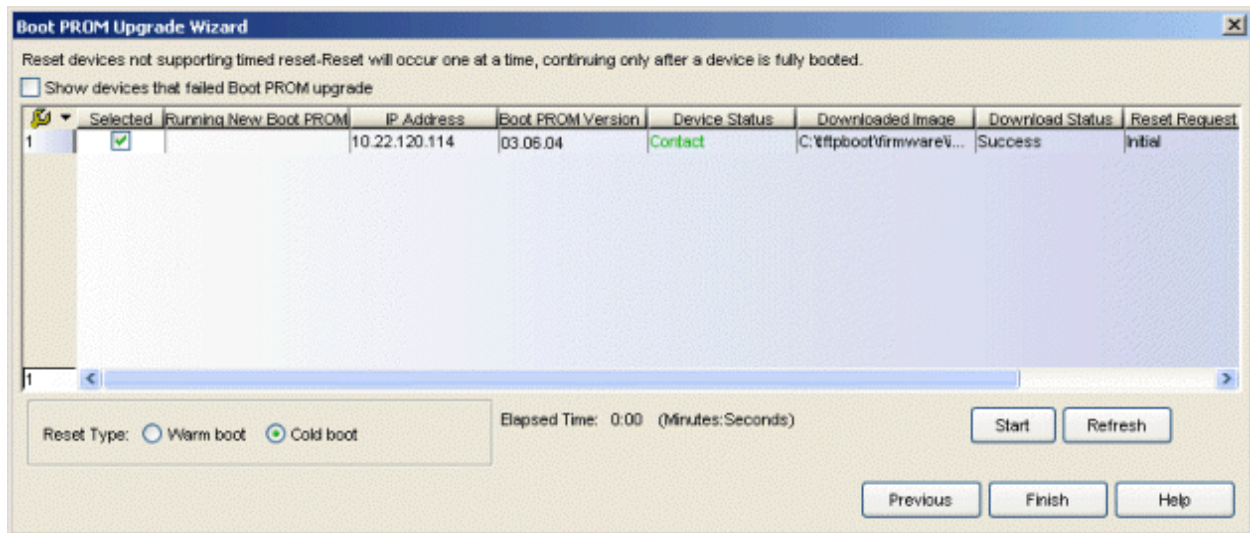 Boot PROM Upgrade Wizard
Reset devices not supporting timed reset-Reset will occur one at a time, continuing only after a device is fully booted.
Show devices that failed Boot PROM upgrade
Selected Running New Boot PROM IP Address Boot PROM Version Device Status Downloaded Image Download Status Reset Request
1 10.22.120.114 03.06.04 Contact C:\tftpboot\firmware\i... Success Initial
1
Reset Type: Warm boot Cold boot Elapsed Time: 0:00 (Minutes:Seconds) Start Refresh
Previous Finish Help